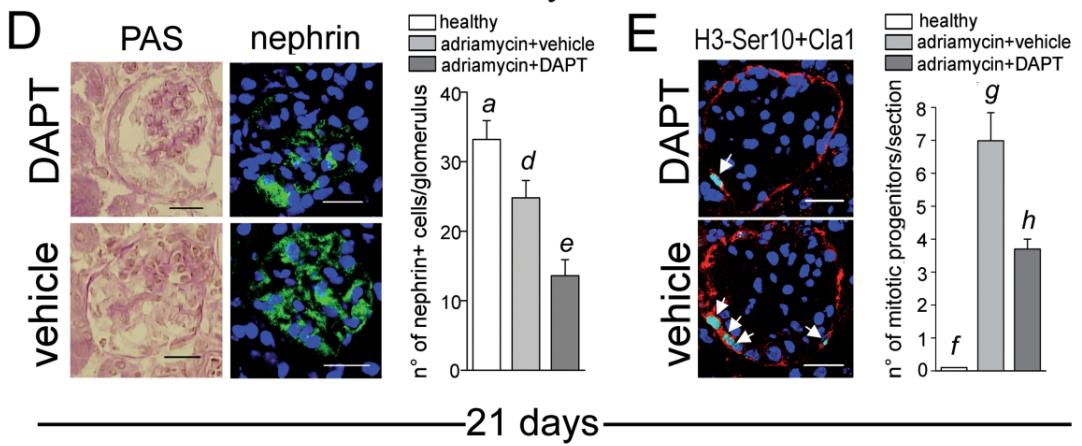 D
PAS
nephrin
DAPT
vehicle
healthy
adriamycin+vehicle
adriamycin+DAPT
n° of nephrin+ cells/glomerulus
40
30
20
10
0
a
d
e
E
H3-Ser10+Cla1
DAPT
vehicle
healthy
adriamycin+vehicle
adriamycin+DAPT
n° of mitotic progenitors/section
8
7
6
5
4
3
2
1
0
f
g
h
21 days